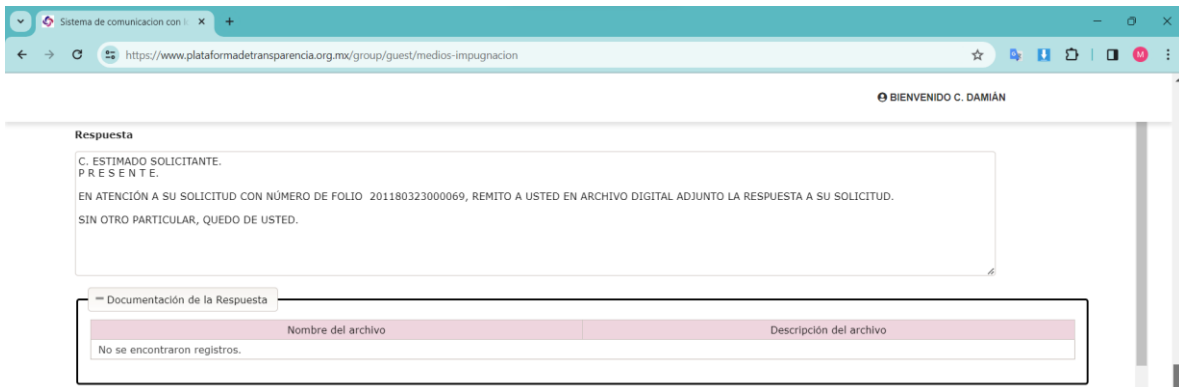 Sistema de comunicacion con l
https://www.plataformadetransparencia.org.mx/group/guest/medios-impugnacion
M
BIENVENIDO C. DAMIÁN
Respuesta
C. ESTIMADO SOLICITANTE.
P R E S E N T E.
EN ATENCIÓN A SU SOLICITUD CON NÚMERO DE FOLIO 201180323000069, REMITO A USTED EN ARCHIVO DIGITAL ADJUNTO LA RESPUESTA A SU SOLICITUD.
SIN OTRO PARTICULAR, QUEDO DE USTED.
Documentación de la Respuesta
Nombre del archivo Descripción del archivo
No se encontraron registros.